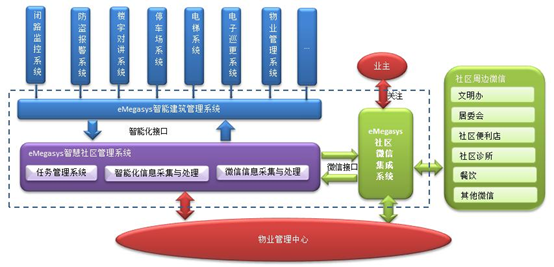 闭路监控系统
防盗报警系统
楼宇对讲系统
停车场系统
电梯系统
电子巡更系统
物业管理系统
...
业主
关注
eMegasys智能建筑管理系统
智能化接口
eMegasys智慧社区管理系统
任务管理系统
智能化信息采集与处理
微信信息采集与处理
微信接口
eMegasys
社区
微信
集成
系统
社区周边微信
文明办
居委会
社区便利店
社区诊所
餐饮
其他微信
物业管理中心